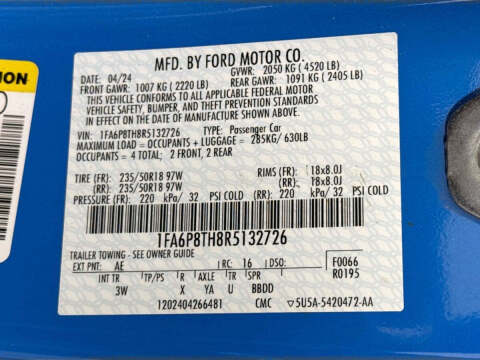 MFD. BY FORD MOTOR CO.
DATE: 04/24 GVWR: 2050 KG ( 4520 LB)
FRONT GAWR: 1007 KG ( 2220 LB) REAR GAWR: 1091 KG ( 2405 LB)
THIS VEHICLE CONFORMS TO ALL APPLICABLE FEDERAL MOTOR
VEHICLE SAFETY, BUMPER, AND THEFT PREVENTION STANDARDS
IN EFFECT ON THE DATE OF MANUFACTURE SHOWN ABOVE.
VIN: 1FA6P8TH8R5132726 TYPE: Passenger Car
MAXIMUM LOAD = OCCUPANTS + LUGGAGE = 285KG/ 630LB
OCCUPANTS = 4 TOTAL; 2 FRONT, 2 REAR
TIRE (FR): 235/50R18 97W RIMS (FR): 18x8.0J
(RR): 235/50R18 97W (RR): 18x8.0J
PRESSURE (FR): 220 kPa/ 32 PSI COLD (RR): 220 kPa/ 32 PSI COLD
1FA6P8TH8R5132726
TRAILER TOWING - SEE OWNER GUIDE
EXT PNT: AE RC: 16 DSO: F0066
R0195
INT TR TP/PS R AXLE TR SPR
3W X YA U BBDD
1202404266481 CMC ▽5U5A-5420472-AA